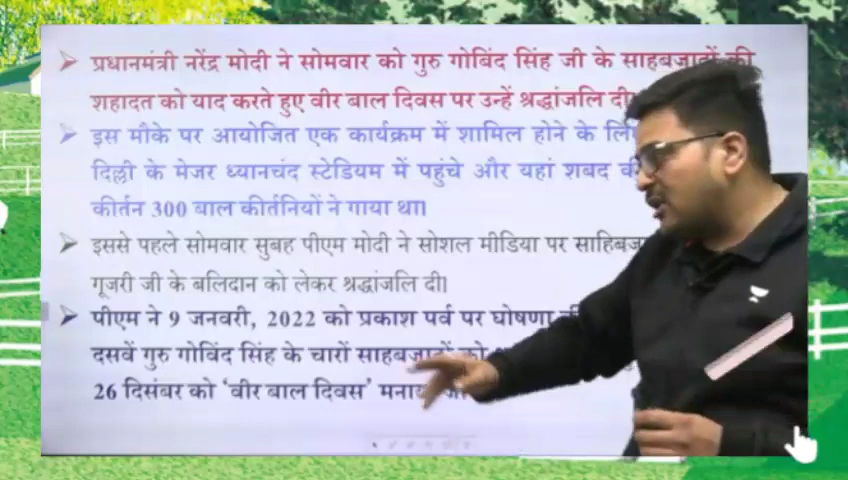 प्रधानमंत्री नरेंद्र मोदी ने सोमवार को गुरु गोबिंद सिंह जी के साहबजादों की
शहादत को याद करते हुए वीर बाल दिवस पर उन्हें श्रद्धांजलि दी
इस मौके पर आयोजित एक कार्यक्रम में शामिल होने के
दिल्ली के मेजर ध्यानचंद स्टेडियम में पहुंचे और यहां शबद
कीर्तन 300 बाल कीर्तनियों ने गाया था।
इससे पहले सोमवार सुबह पीएम मोदी ने सोशल मीडिया पर
गूजरी जी के बलिदान को लेकर श्रद्धांजलि दी।
पीएम ने 9 जनवरी, 2022 को प्रकाश पर्व पर घोषणा
दसवें गुरु गोविंद सिंह के चारों साहबजादों को
26 दिसंबर को ‘वीर बाल दिवस’